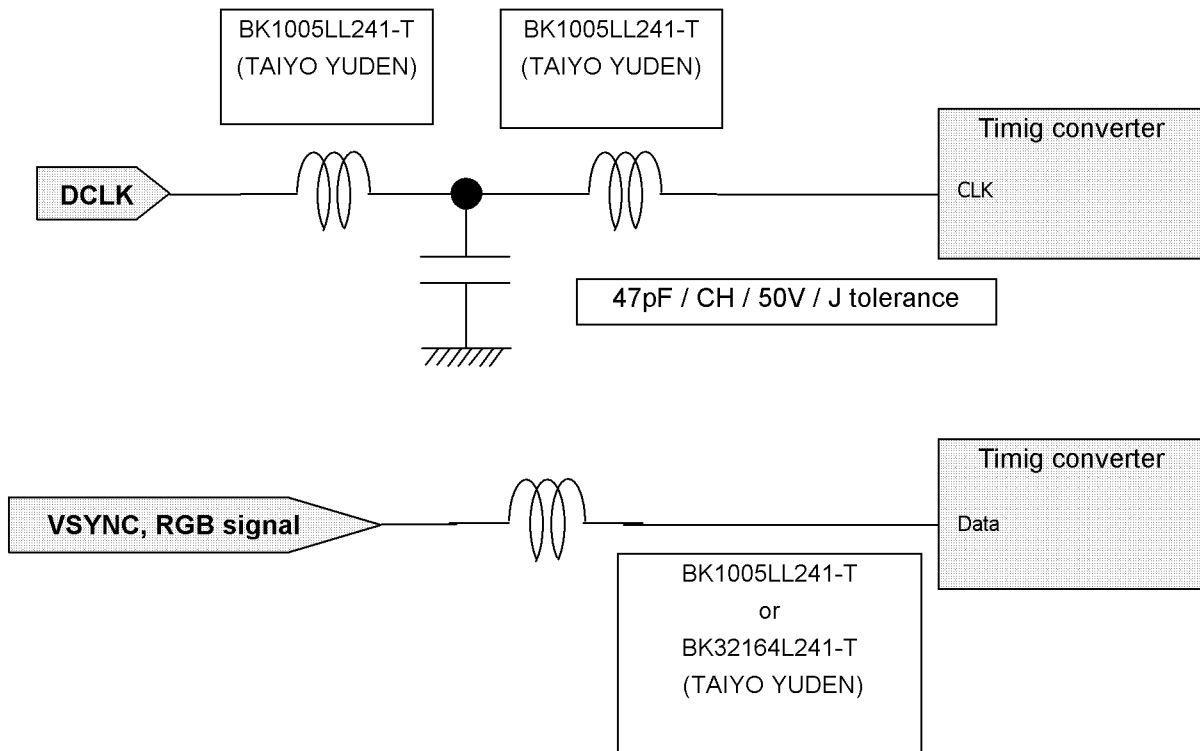 BK1005LL241-T
(TAIYO YUDEN)
BK1005LL241-T
(TAIYO YUDEN)
Timig converter
DCLK
CLK
47pF / CH / 50V / J tolerance
Timig converter
VSYNC, RGB signal
Data
BK1005LL241-T
or
BK32164L241-T
(TAIYO YUDEN)